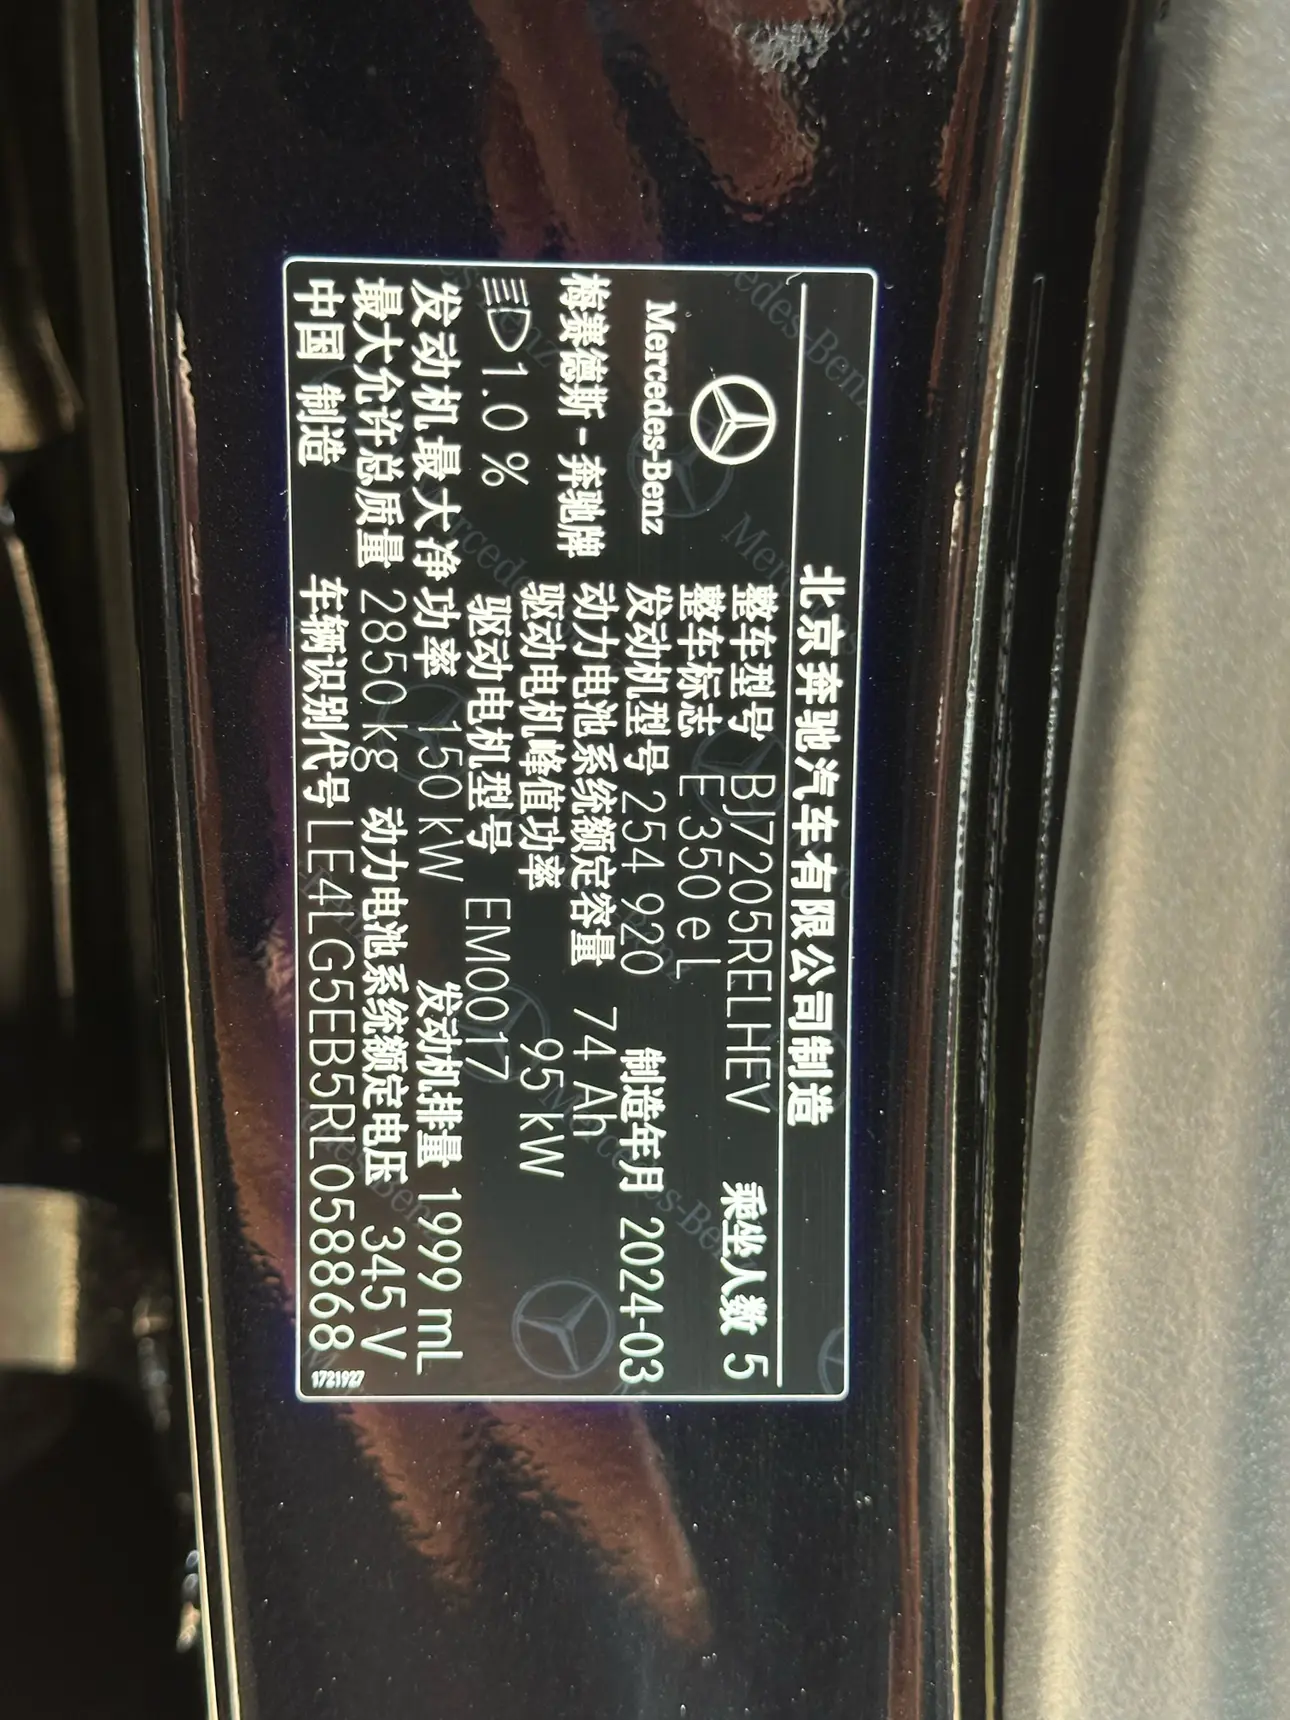 北京奔驰汽车有限公司制造
Mercedes-Benz
梅赛德斯-奔驰牌
整车型号 BJ7205RELHEV 乘坐人数 5
整车标志 E 350 e L
发动机型号 254 920 制造年月 2024-03
动力电池系统额定容量 74 Ah
驱动电机峰值功率 95 kW
1.0 % 驱动电机型号 EM0017
发动机最大净功率 150 kW 发动机排量 1999 mL
最大允许总质量 2850 kg 动力电池系统额定电压 345 V
中国 制造 车辆识别代号 LE4LG5EB5RL058868
1721927